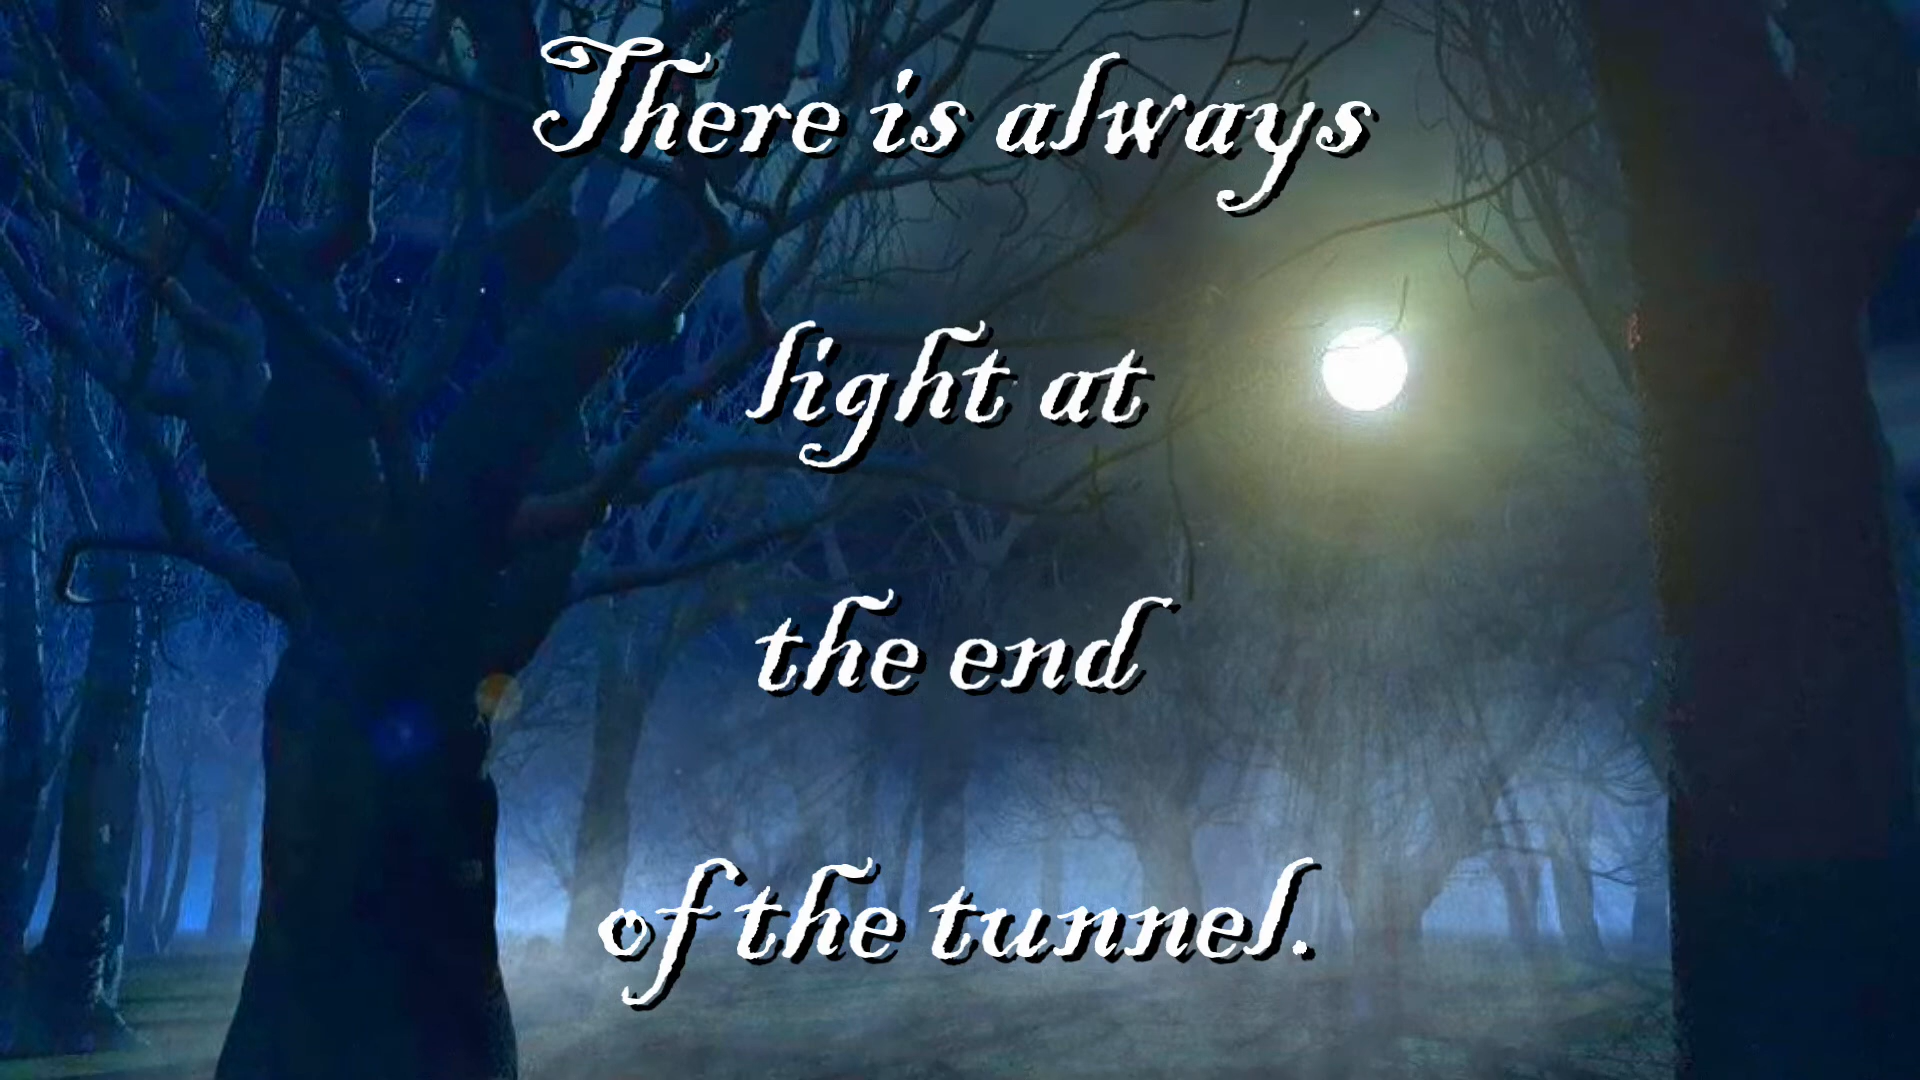 There is always
light at
the end
of the tunnel.